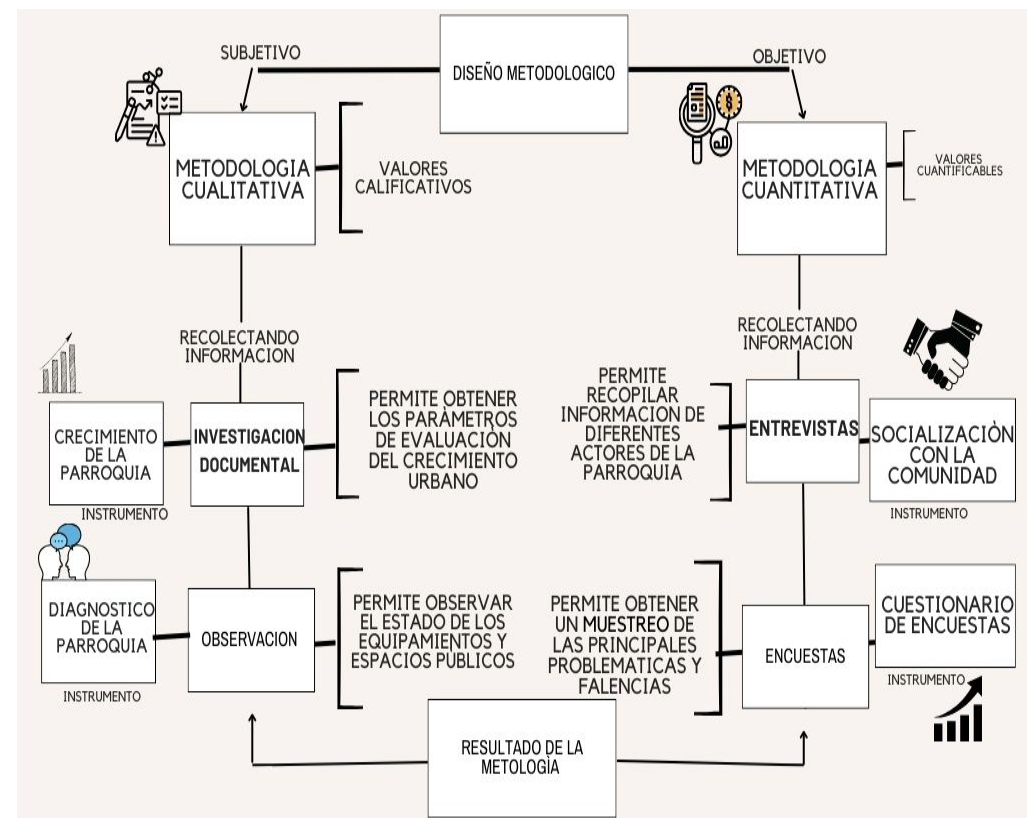 SUBJETIVO
DISEÑO METODOLOGICO
OBJETIVO
METODOLOGIA
CUALITATIVA
VALORES
CALIFICATIVOS
METODOLOGIA
CUANTITATIVA
VALORES
CUANTIFICABLES
RECOLECTANDO
INFORMACION
RECOLECTANDO
INFORMACION
CRECIMIENTO
DE LA
PARROQUIA
INSTRUMENTO
INVESTIGACION
DOCUMENTAL
PERMITE OBTENER
LOS PARÀMETROS
DE EVALUACIÒN
DEL CRECIMIENTO
URBANO
PERMITE
RECOPILAR
INFORMACION DE
DIFERENTES
ACTORES DE LA
PARROQUIA
ENTREVISTAS
SOCIALIZACIÒN
CON LA
COMUNIDAD
INSTRUMENTO
DIAGNOSTICO
DE LA
PARROQUIA
INSTRUMENTO
OBSERVACION
PERMITE OBSERVAR
EL ESTADO DE LOS
EQUIPAMIENTOS Y
ESPACIOS PÙBLICOS
PERMITE OBTENER
UN MUESTREO DE
LAS PRINCIPALES
PROBLEMATICAS Y
FALENCIAS
ENCUESTAS
CUESTIONARIO
DE ENCUESTAS
INSTRUMENTO
RESULTADO DE LA
METOLOGÌA